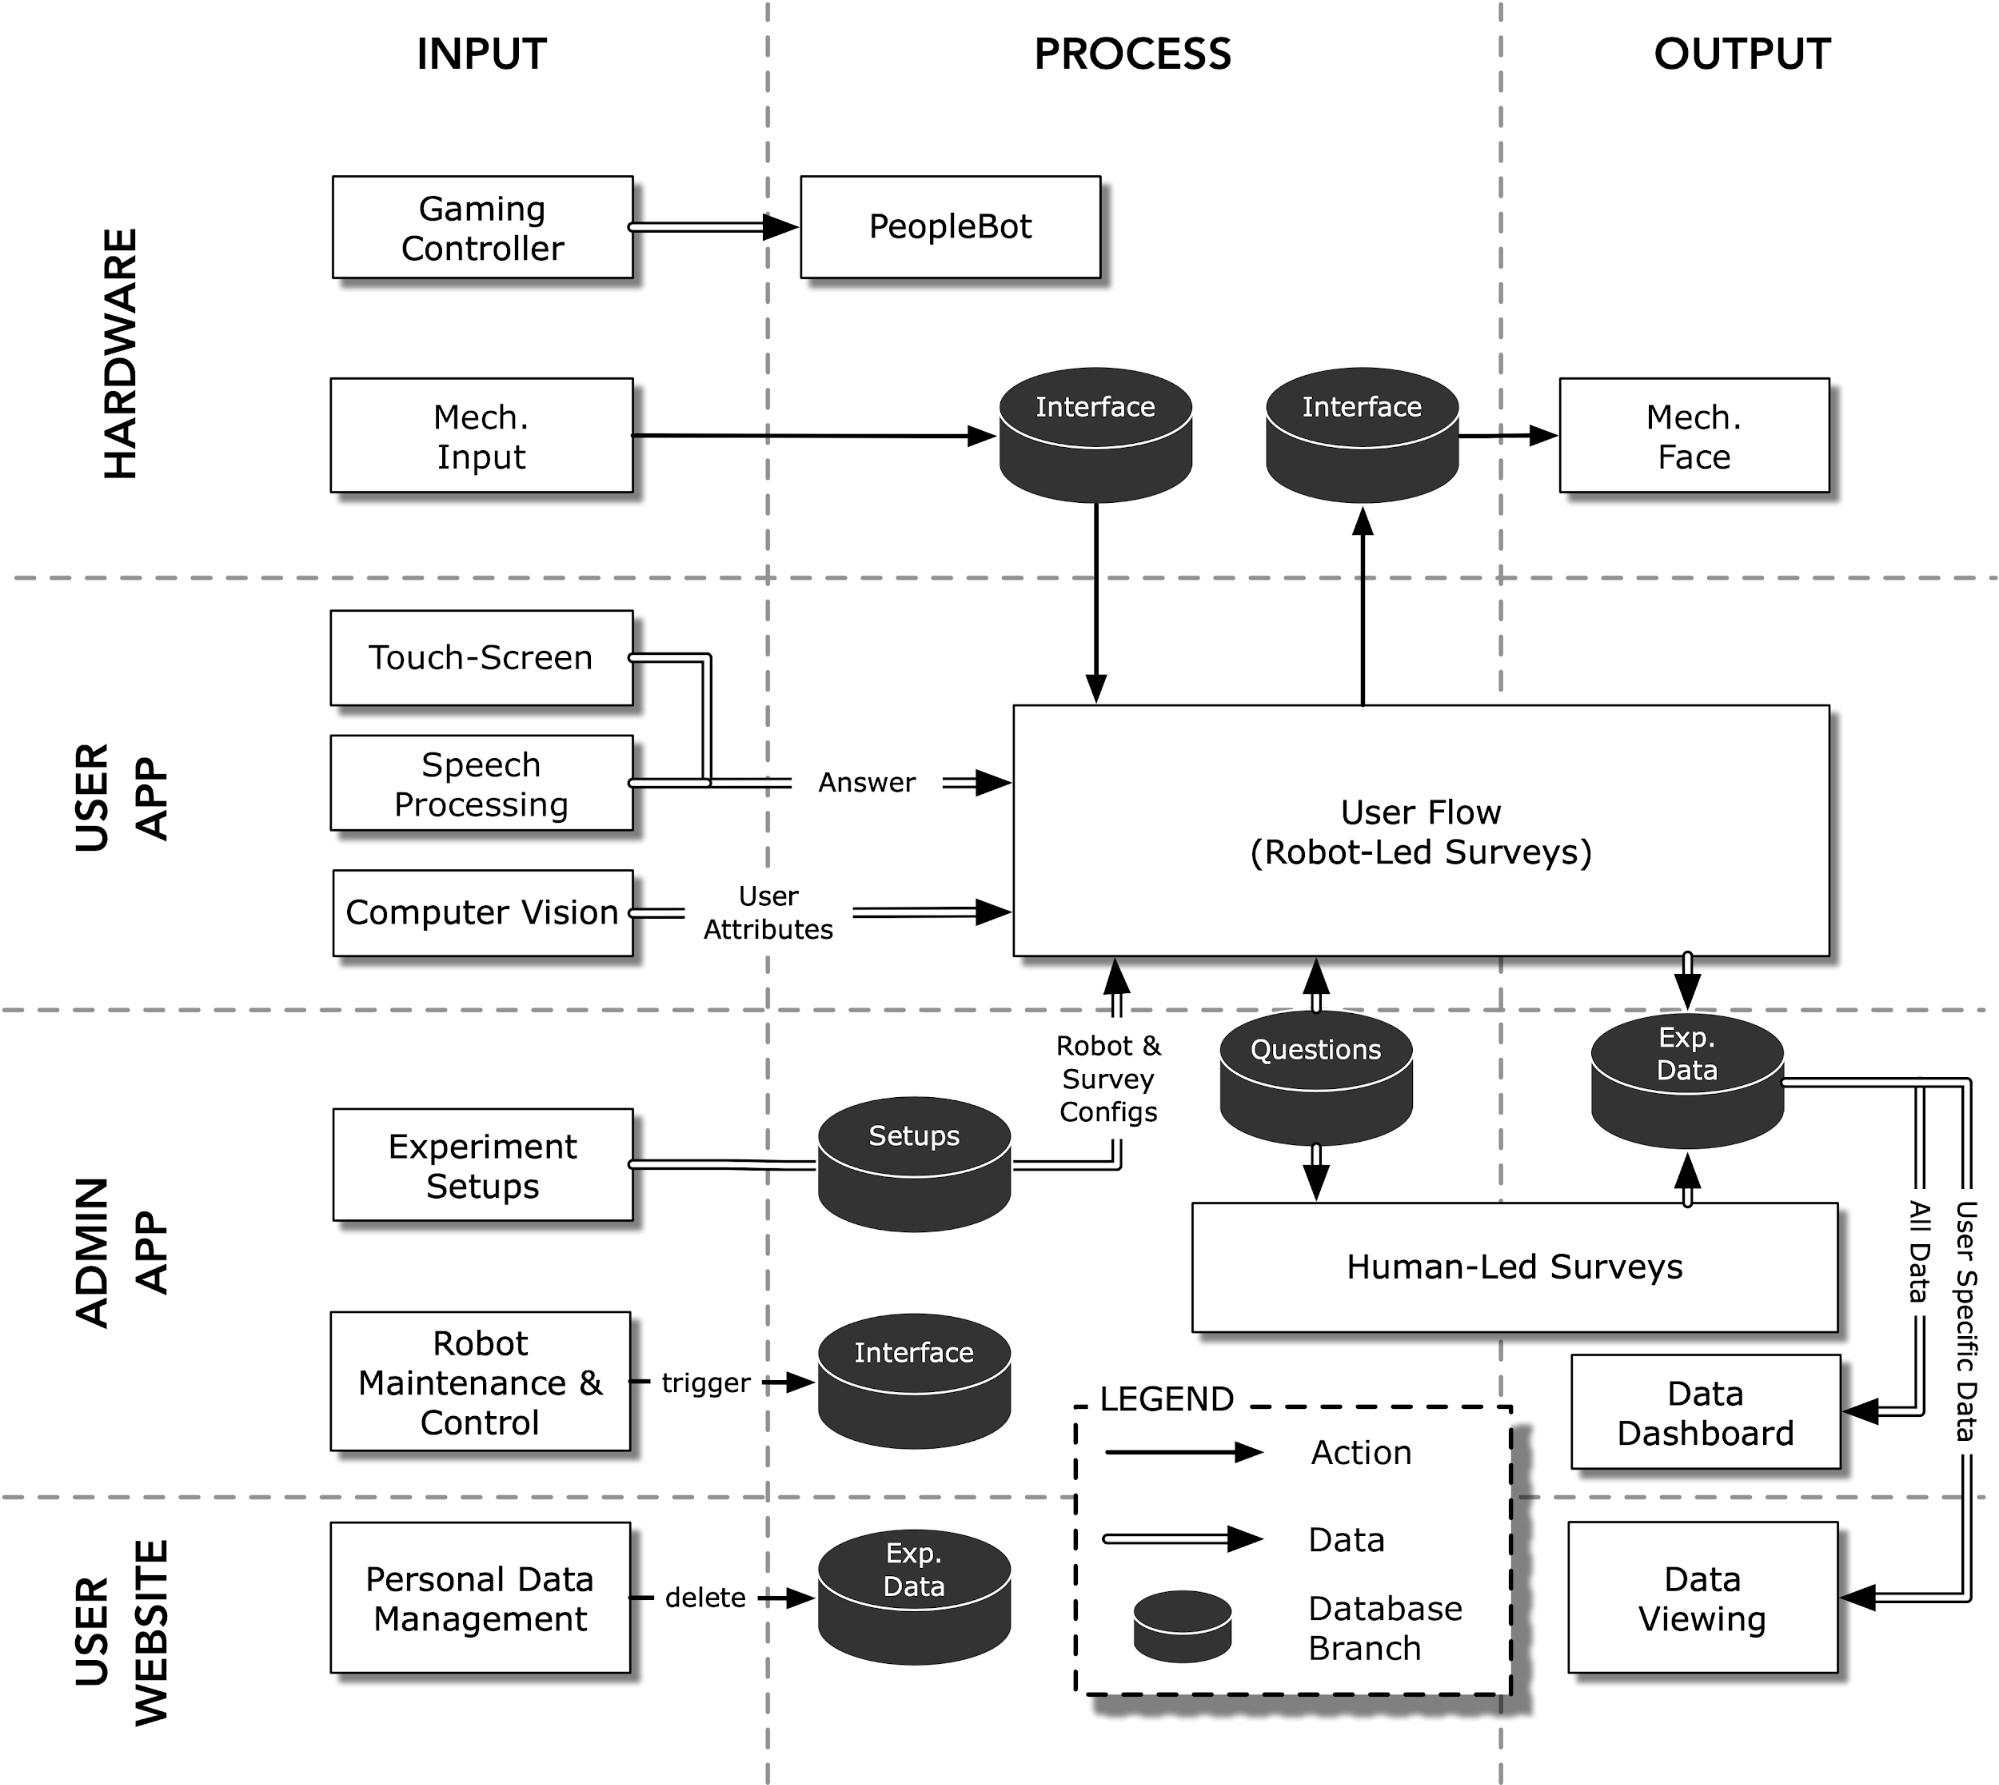 INPUT
PROCESS
OUTPUT
HARDWARE
Gaming
Controller
PeopleBot
Mech.
Input
Interface
Interface
Mech.
Face
USER
APP
Touch-Screen
Speech
Processing
Answer
Computer Vision
User
Attributes
User Flow
(Robot-Led Surveys)
ADMIN
APP
Experiment
Setups
Setups
Robot &
Survey
Configs
Questions
Exp.
Data
Human-Led Surveys
All Data
User Specific Data
Robot
Maintenance &
Control
trigger
Interface
Data
Dashboard
USER
WEBSITE
Personal Data
Management
delete
Exp.
Data
LEGEND
Action
Data
Database
Branch
Data
Viewing